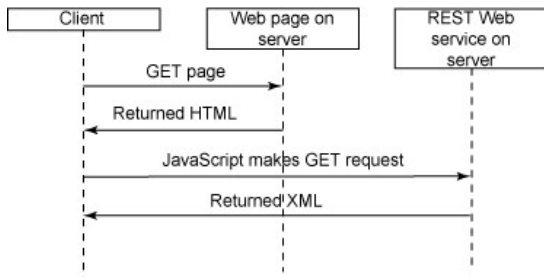 Client
Web page on
server
REST Web
service on
server
GET page
Returned HTML
JavaScript makes GET request
Returned XML